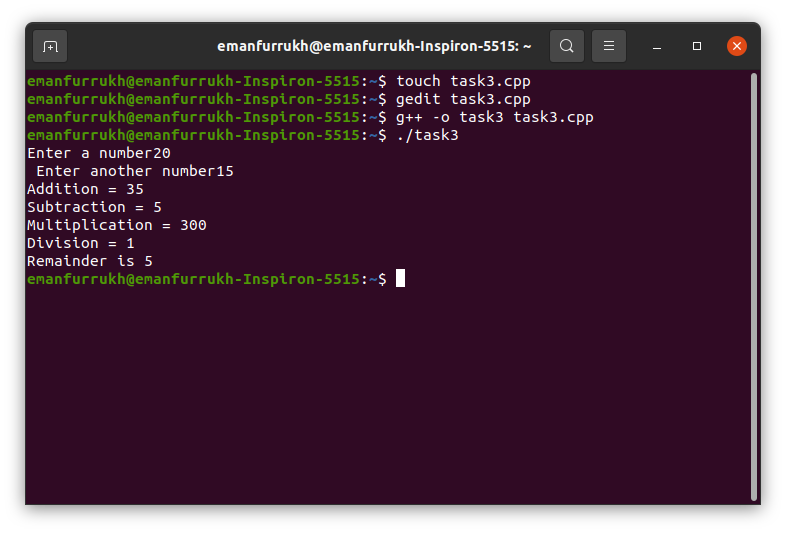 emanfurrukh@emanfurrukh-Inspiron-5515: ~
emanfurrukh@emanfurrukh-Inspiron-5515:~$ touch task3.cpp
emanfurrukh@emanfurrukh-Inspiron-5515:~$ gedit task3.cpp
emanfurrukh@emanfurrukh-Inspiron-5515:~$ g++ -o task3 task3.cpp
emanfurrukh@emanfurrukh-Inspiron-5515:~$ ./task3
Enter a number20
 Enter another number15
Addition = 35
Subtraction = 5
Multiplication = 300
Division = 1
Remainder is 5
emanfurrukh@emanfurrukh-Inspiron-5515:~$